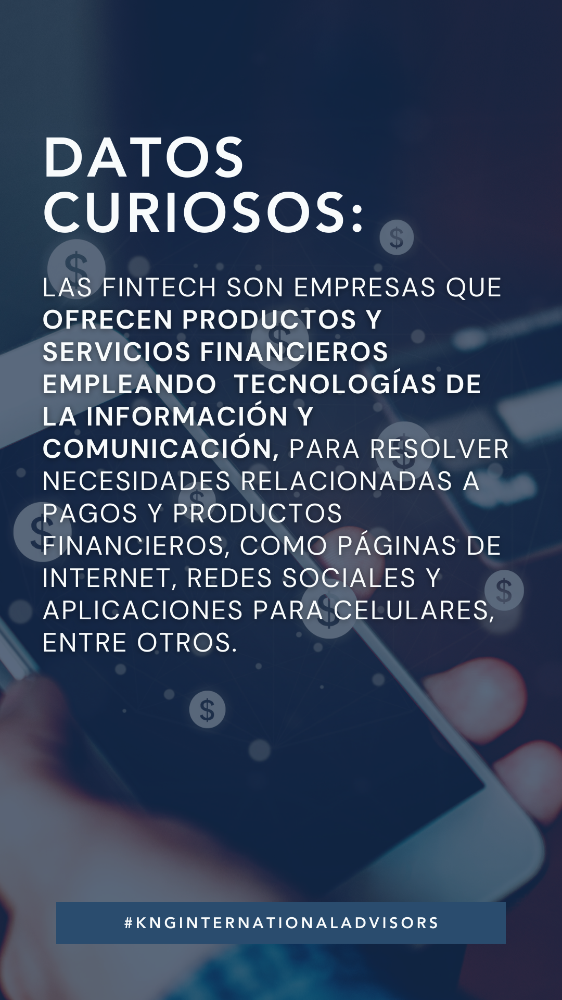 DATOS
CURIOSOS:
LAS FINTECH SON EMPRESAS QUE
OFRECEN PRODUCTOS Y
SERVICIOS FINANCIEROS
EMPLEANDO  TECNOLOGÍAS DE
LA INFORMACIÓN Y
COMUNICACIÓN, PARA RESOLVER
NECESIDADES RELACIONADAS A
PAGOS Y PRODUCTOS
FINANCIEROS, COMO PÁGINAS DE
INTERNET, REDES SOCIALES Y
APLICACIONES PARA CELULARES,
ENTRE OTROS.
#KNGINTERNATIONALADVISORS